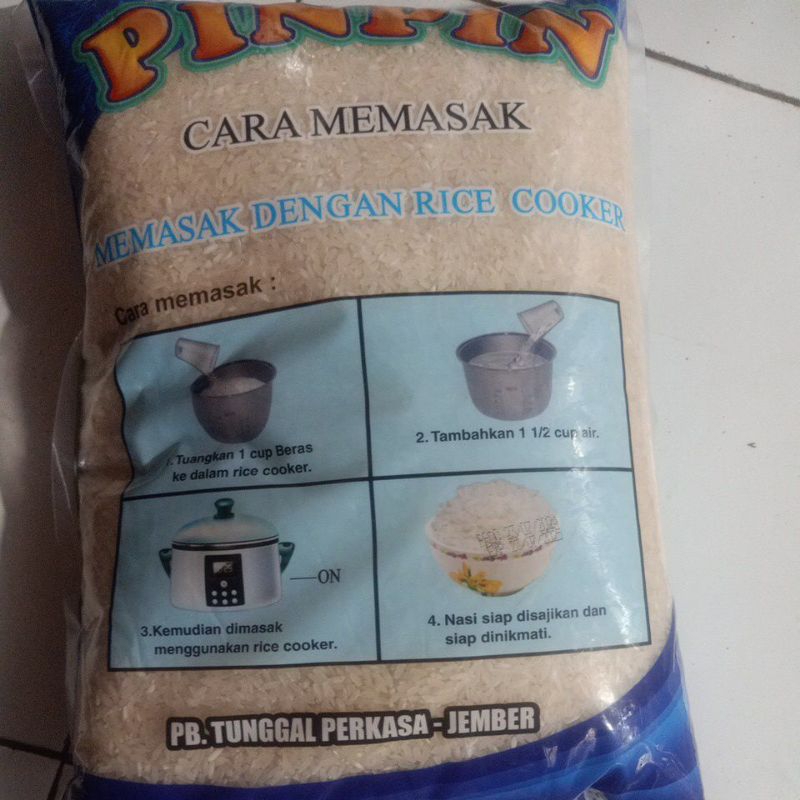 PINPIN
CARA MEMASAK
MEMASAK DENGAN RICE COOKER
Cara memasak :
1. Tuangkan 1 cup Beras
ke dalam rice cooker.
2. Tambahkan 1 1/2 cup air.
ON
3.Kemudian dimasak
menggunakan rice cooker.
4. Nasi siap disajikan dan
siap dinikmati.
PB. TUNGGAL PERKASA - JEMBER